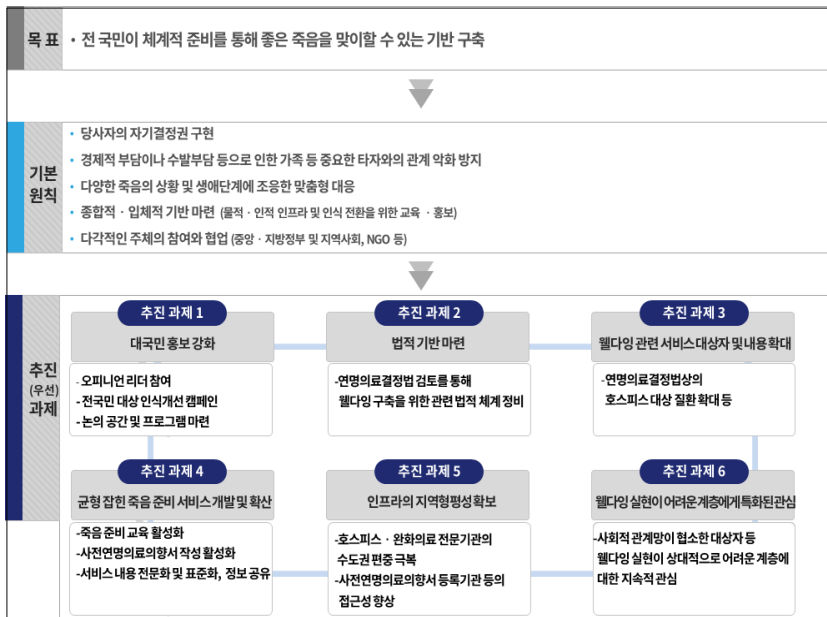 목 표
• 전 국민이 체계적 준비를 통해 좋은 죽음을 맞이할 수 있는 기반 구축
기본
원칙
• 당사자의 자기결정권 구현
• 경제적 부담이나 수발부담 등으로 인한 가족 등 중요한 타자와의 관계 악화 방지
• 다양한 죽음의 상황 및 생애단계에 조응한 맞춤형 대응
• 종합적 · 입체적 기반 마련 (물적 · 인적 인프라 및 인식 전환을 위한 교육 · 홍보)
• 다각적인 주체의 참여와 협업 (중앙 · 지방정부 및 지역사회, NGO 등)
추진
(우선)
과제
추진 과제 1
대국민 홍보 강화
- 오피니언 리더 참여
- 전국민 대상 인식개선 캠페인
- 논의 공간 및 프로그램 마련
추진 과제 2
법적 기반 마련
-연명의료결정법 검토를 통해
웰다잉 구축을 위한 관련 법적 체계 정비
추진 과제 3
웰다잉 관련 서비스 대상자 및 내용 확대
-연명의료결정법상의
호스피스 대상 질환 확대 등
추진 과제 4
균형 잡힌 죽음 준비 서비스 개발 및 확산
-죽음 준비 교육 활성화
-사전연명의료의향서 작성 활성화
-서비스 내용 전문화 및 표준화, 정보 공유
추진 과제 5
인프라의 지역형평성 확보
-호스피스 · 완화의료 전문기관의
수도권 편중 극복
-사전연명의료의향서 등록기관 등의
접근성 향상
추진 과제 6
웰다잉 실현이 어려운 계층에게 특화된 관심
-사회적 관계망이 협소한 대상자 등
웰다잉 실현이 상대적으로 어려운 계층에
대한 지속적 관심